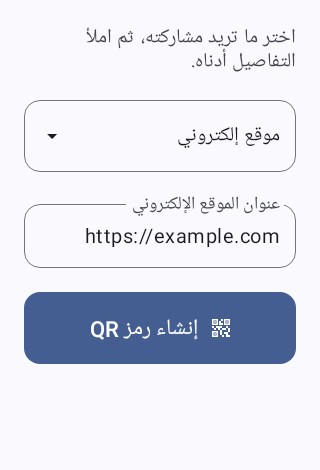 اختر ما تريد مشاركته، ثم املأ
التفاصيل أدناه.
موقع إلكتروني
عنوان الموقع الإلكتروني
https://example.com
إنشاء رمز QR